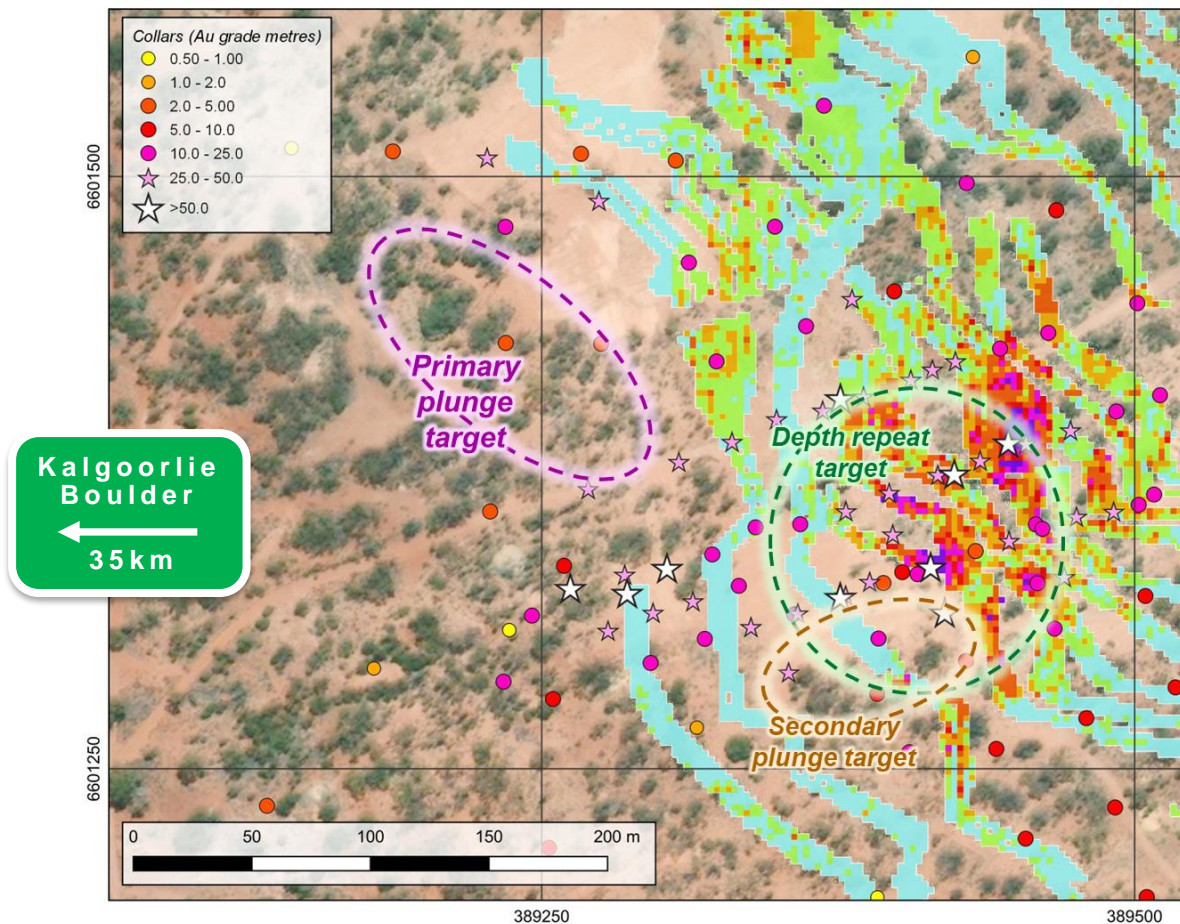 Collars (Au grade metres)
0.50 - 1.00
1.0 - 2.0
2.0 - 5.00
5.0 - 10.0
10.0 - 25.0
25.0 - 50.0
>50.0
6601500
Primary
plunge
target
Depth repeat
target
Kalgoorlie
Boulder
35km
Secondary
plunge target
6601250
0 50 100 150 200 m
389250 389500